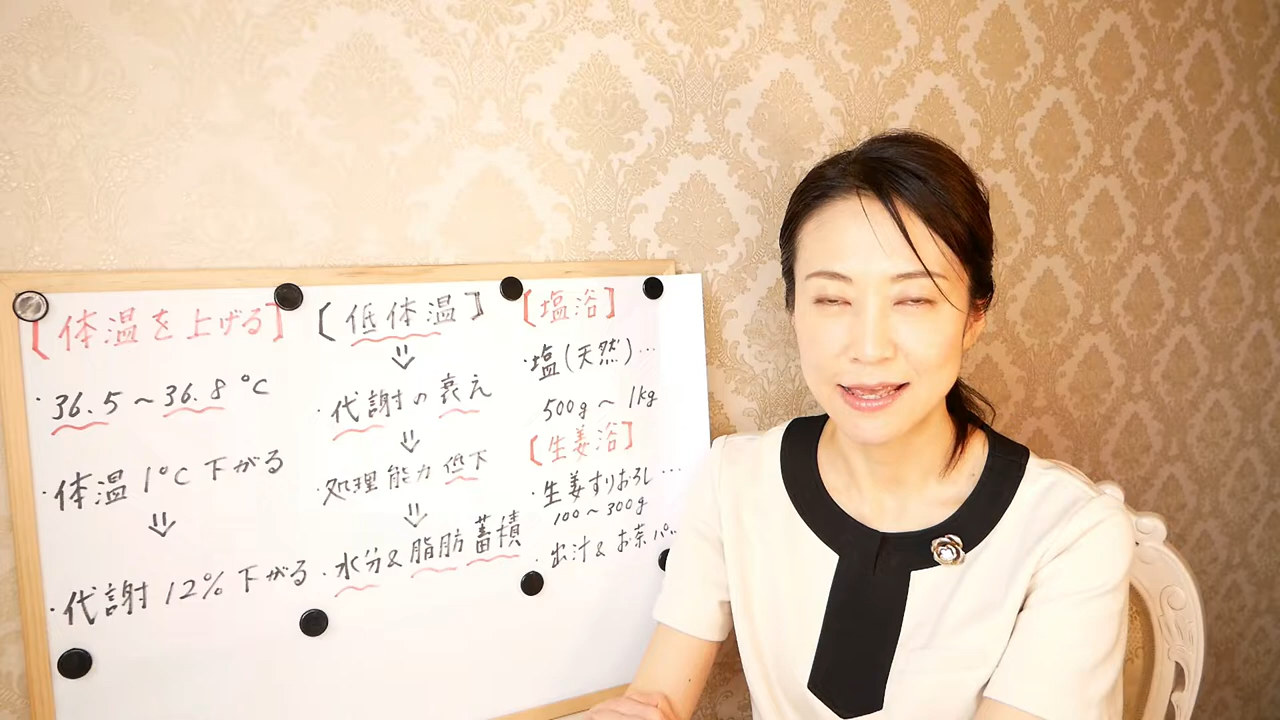 【体温を上げる】
・36.5～36.8℃
・体温1℃下がる
⇓
・代謝12%下がる
【低体温】
⇓
・代謝の衰え
⇓
・処理能力低下
⇓
・水分&脂肪蓄積
【塩浴】
・塩(天然)…
500g～1kg
【生姜浴】
・生姜すりおろし…
100～300g
・出汁&お茶パ